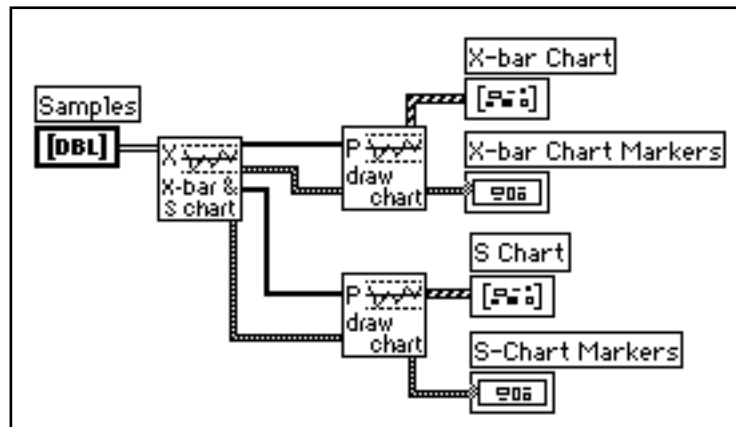 Samples
[DBL]
X
X-bar &
S chart
X-bar Chart
P
draw
chart
X-bar Chart Markers
S Chart
P
draw
chart
S-Chart Markers